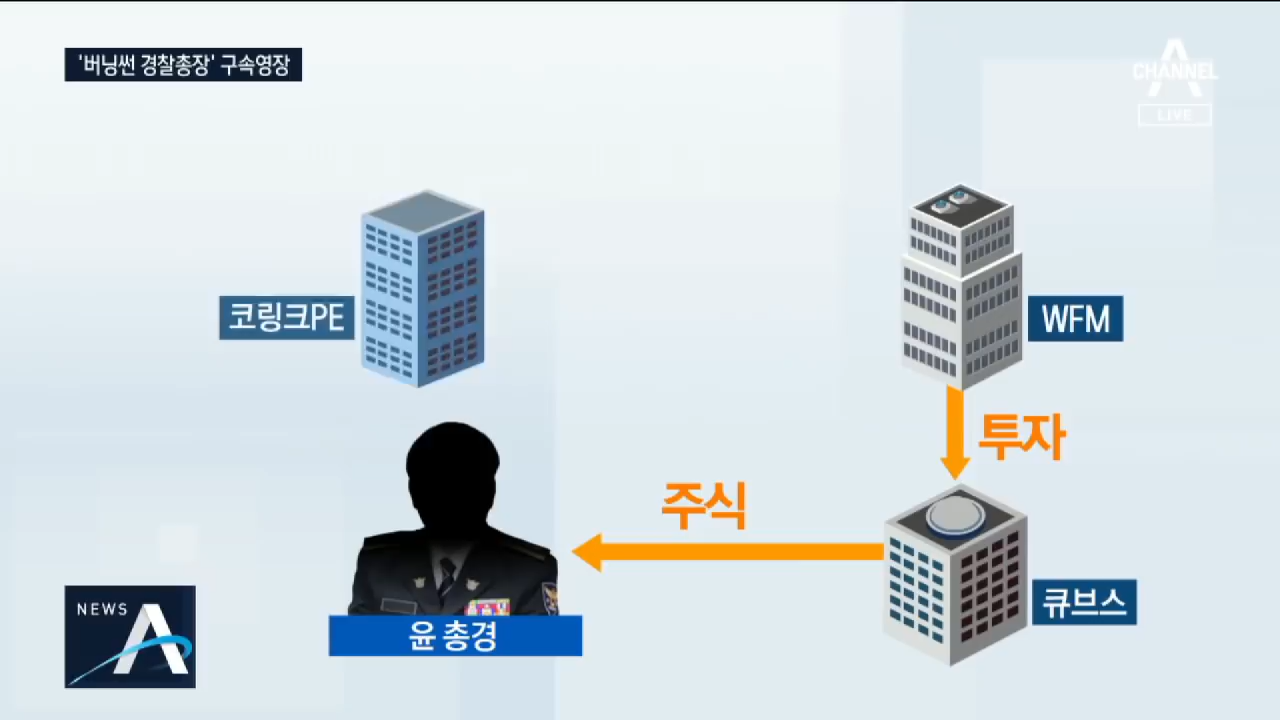 '버닝썬 경찰총장' 구속영장
CHANNEL A
LIVE
코링크PE
WFM
투자
주식
큐브스
윤 총경
NEWS A